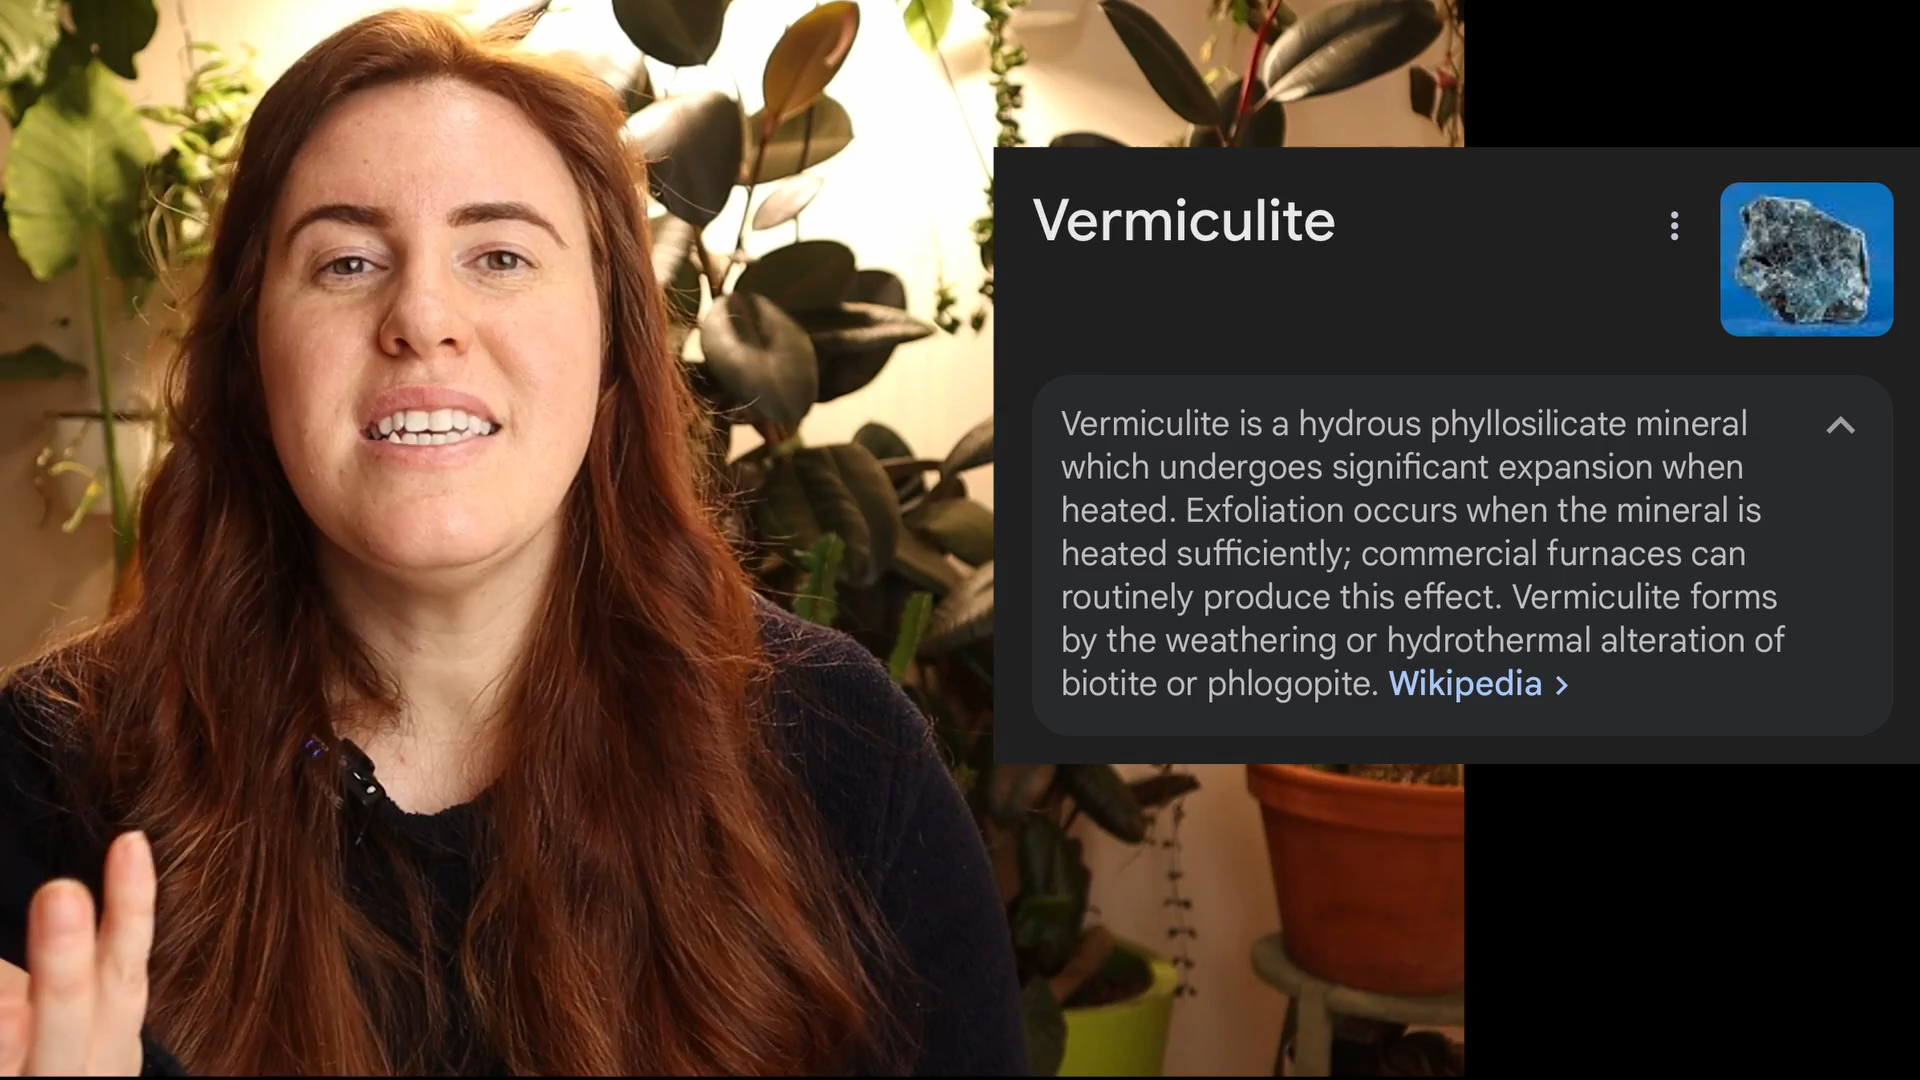 Vermiculite
Vermiculite is a hydrous phyllosilicate mineral
which undergoes significant expansion when
heated. Exfoliation occurs when the mineral is
heated sufficiently; commercial furnaces can
routinely produce this effect. Vermiculite forms
by the weathering or hydrothermal alteration of
biotite or phlogopite. Wikipedia >